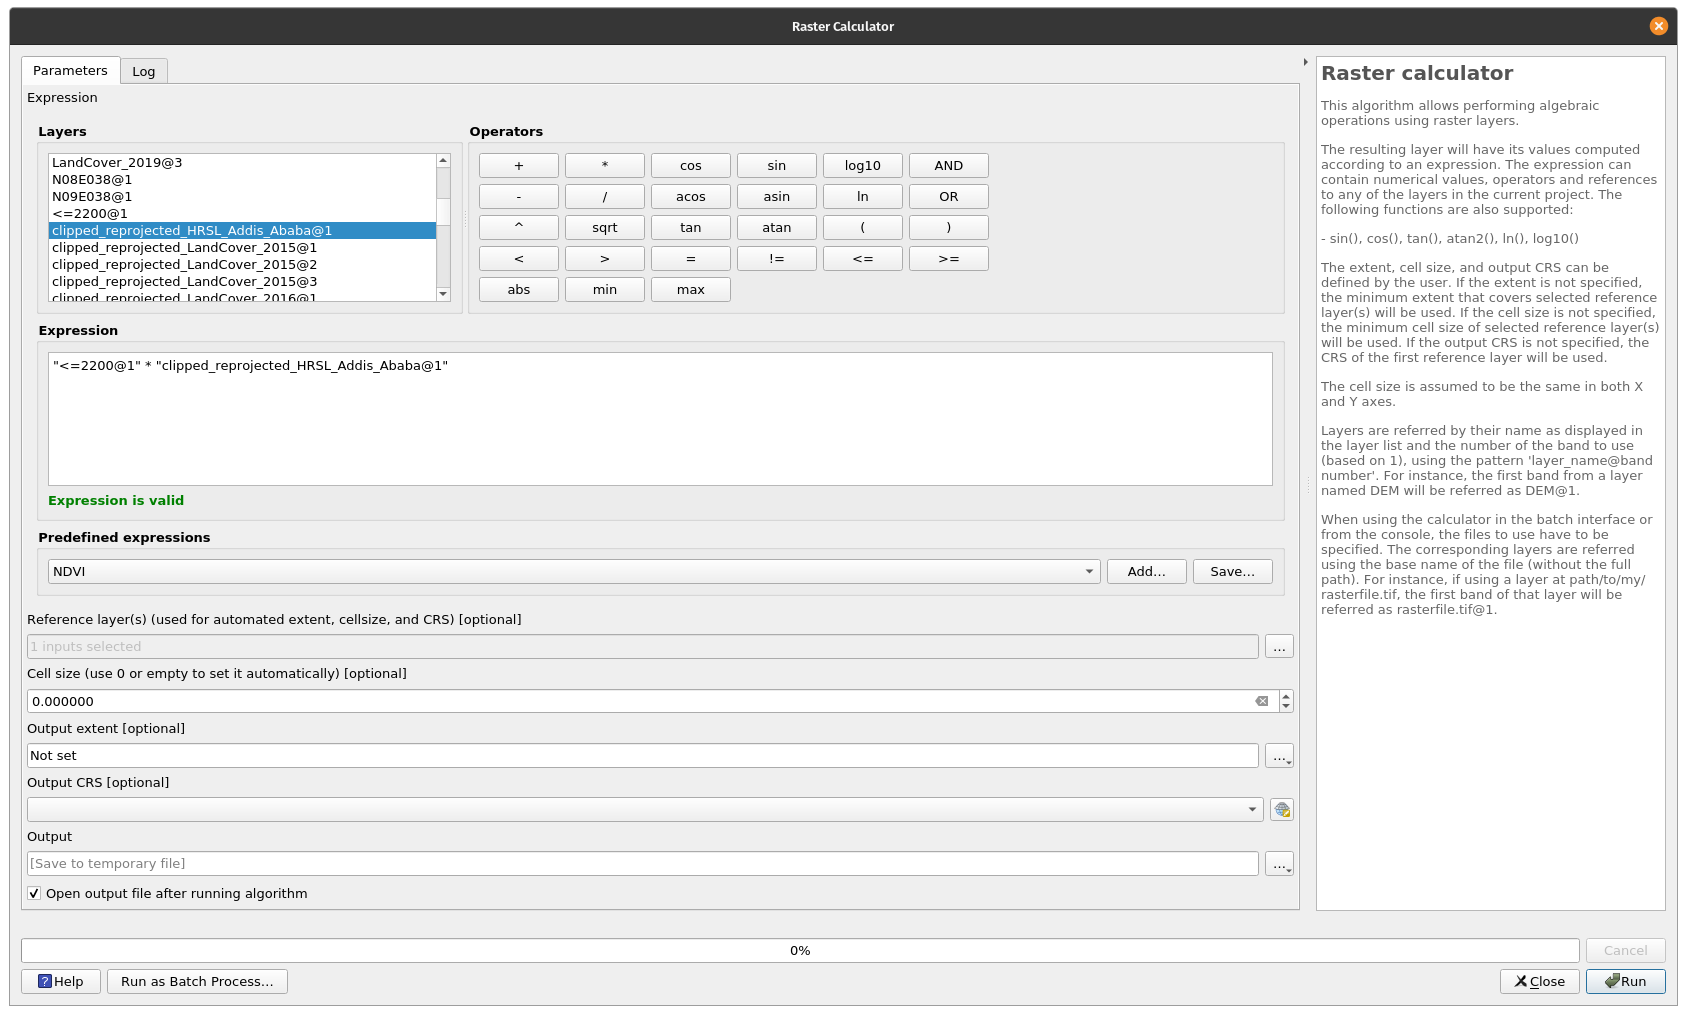 Raster Calculator
Parameters
Log
Expression
Layers
LandCover_2019@3
N08E038@1
N09E038@1
<=2200@1
clipped_reprojected_HRSL_Addis_Ababa@1
clipped_reprojected_LandCover_2015@1
clipped_reprojected_LandCover_2015@2
clipped_reprojected_LandCover_2015@3
clipped_reprojected_LandCover_2016@1
Operators
+ * cos sin log10 AND
- / acos asin ln OR
^ sqrt tan atan ( )
< > = != <= >=
abs min max
Expression
"<=2200@1" * "clipped_reprojected_HRSL_Addis_Ababa@1"
Expression is valid
Predefined expressions
NDVI
Add...
Save...
Reference layer(s) (used for automated extent, cellsize, and CRS) [optional]
1 inputs selected
...
Cell size (use 0 or empty to set it automatically) [optional]
0.000000
Output extent [optional]
Not set
...
Output CRS [optional]
Output
[Save to temporary file]
...
Open output file after running algorithm
Raster calculator
This algorithm allows performing algebraic
operations using raster layers.
The resulting layer will have its values computed
according to an expression. The expression can
contain numerical values, operators and references
to any of the layers in the current project. The
following functions are also supported:
- sin(), cos(), tan(), atan2(), ln(), log10()
The extent, cell size, and output CRS can be
defined by the user. If the extent is not specified,
the minimum extent that covers selected reference
layer(s) will be used. If the cell size is not specified,
the minimum cell size of selected reference layer(s)
will be used. If the output CRS is not specified, the
CRS of the first reference layer will be used.
The cell size is assumed to be the same in both X
and Y axes.
Layers are referred by their name as displayed in
the layer list and the number of the band to use
(based on 1), using the pattern 'layer_name@band
number'. For instance, the first band from a layer
named DEM will be referred as DEM@1.
When using the calculator in the batch interface or
from the console, the files to use have to be
specified. The corresponding layers are referred
using the base name of the file (without the full
path). For instance, if using a layer at path/to/my/
rasterfile.tif, the first band of that layer will be
referred as rasterfile.tif@1.
0%
Cancel
Help
Run as Batch Process...
Close
Run